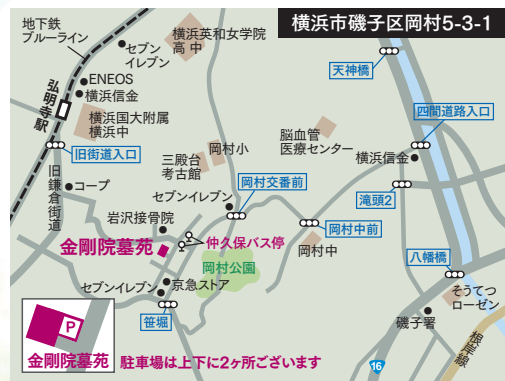 横浜市磯子区岡村5-3-1
地下鉄
ブルーライン
セブン
イレブン
横浜英和女学院
高 中
天神橋
ENEOS
横浜信金
弘明寺駅
横浜国大附属
横浜中
四間道路入口
脳血管
医療センター
旧街道入口
岡村小
三殿台
考古館
横浜信金
コープ
旧鎌倉街道
岡村交番前
滝頭2
セブンイレブン
岩沢接骨院
岡村中前
仲久保バス停
金剛院墓苑
岡村中
岡村公園
八幡橋
セブンイレブン
京急ストア
そうてつ
ローゼン
笹堀
磯子署
根岸線
P
金剛院墓苑
駐車場は上下に2ヶ所ございます
16